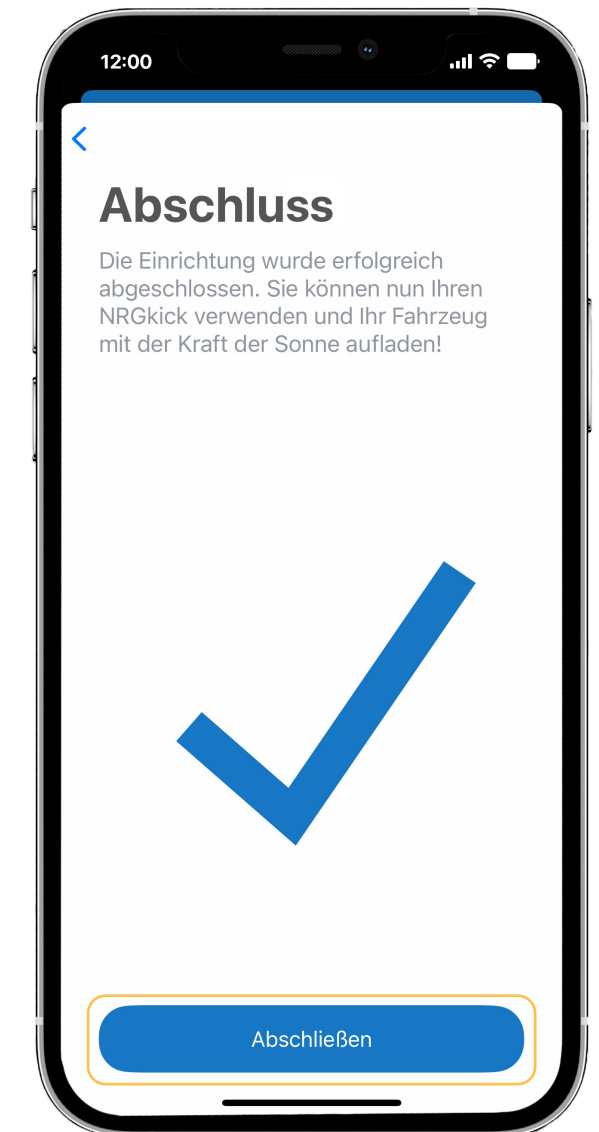 12:00
Abschluss
Die Einrichtung wurde erfolgreich
abgeschlossen. Sie können nun Ihren
NRGkick verwenden und Ihr Fahrzeug
mit der Kraft der Sonne aufladen!
Abschließen